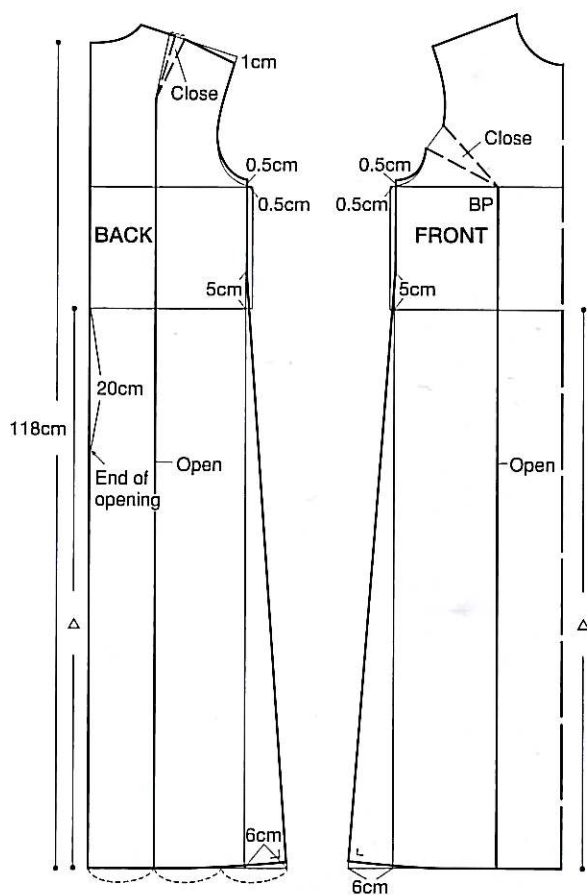 1cm
Close
0.5cm
0.5cm
BACK
5cm
20cm
118cm
End of
opening
Open
△
6cm
Close
0.5cm
0.5cm
BP
FRONT
5cm
Open
△
6cm